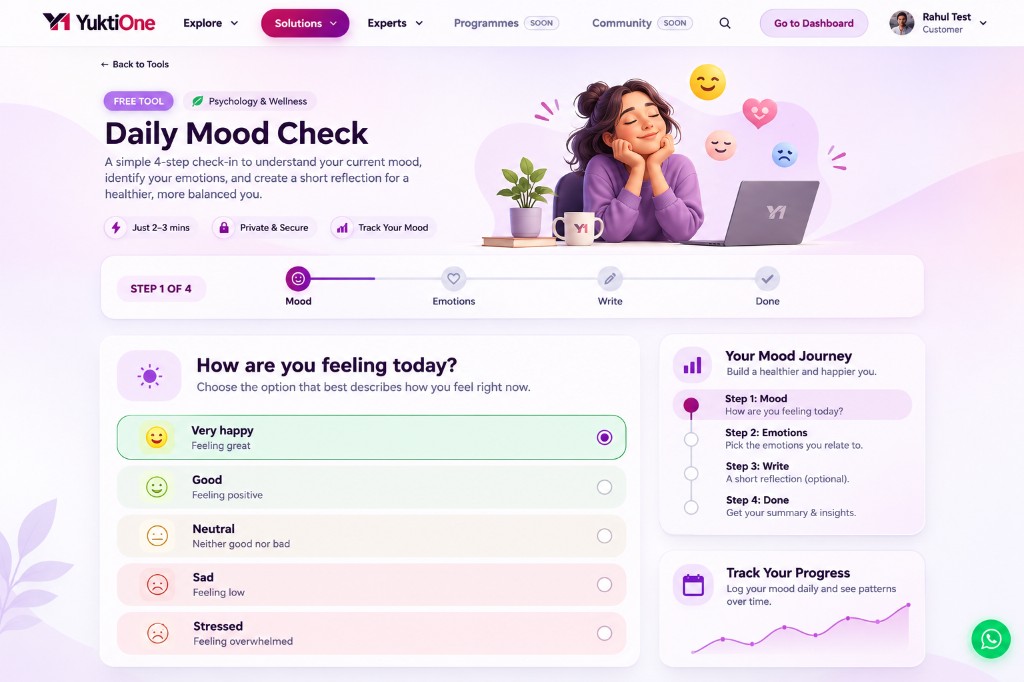 YuktiOne
Explore
Solutions
Experts
Programmes SOON
Community SOON
Go to Dashboard
Rahul Test
Customer
← Back to Tools
FREE TOOL
Psychology & Wellness
Daily Mood Check
A simple 4-step check-in to understand your current mood,
identify your emotions, and create a short reflection for a
healthier, more balanced you.
Just 2–3 mins
Private & Secure
Track Your Mood
STEP 1 OF 4
Mood
Emotions
Write
Done
How are you feeling today?
Choose the option that best describes how you feel right now.
Very happy
Feeling great
Good
Feeling positive
Neutral
Neither good nor bad
Sad
Feeling low
Stressed
Feeling overwhelmed
Your Mood Journey
Build a healthier and happier you.
Step 1: Mood
How are you feeling today?
Step 2: Emotions
Pick the emotions you relate to.
Step 3: Write
A short reflection (optional).
Step 4: Done
Get your summary & insights.
Track Your Progress
Log your mood daily and see patterns
over time.